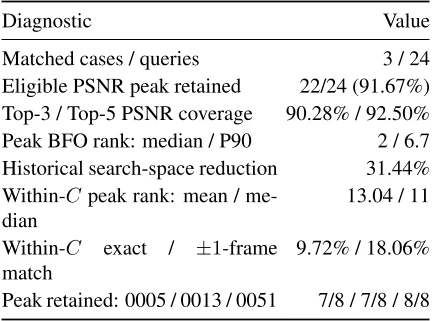 Diagnostic Value
Matched cases / queries 3 / 24
Eligible PSNR peak retained 22/24 (91.67%)
Top-3 / Top-5 PSNR coverage 90.28% / 92.50%
Peak BFO rank: median / P90 2 / 6.7
Historical search-space reduction 31.44%
Within-C peak rank: mean / me- 13.04 / 11
dian
Within-C exact / ±1-frame 9.72% / 18.06%
match
Peak retained: 0005 / 0013 / 0051 7/8 / 7/8 / 8/8